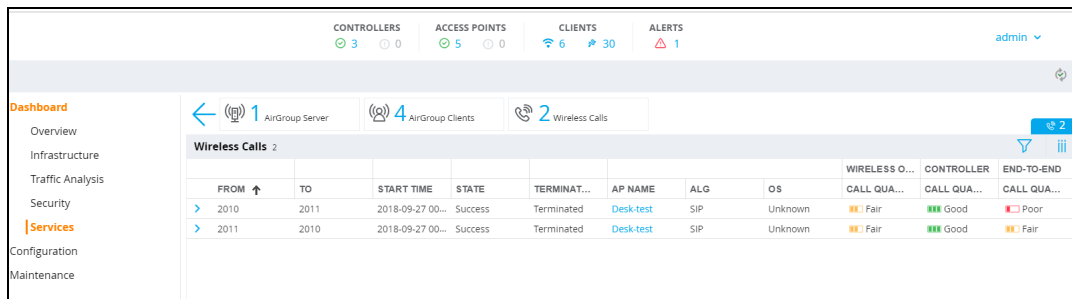 CONTROLLERS ACCESS POINTS CLIENTS ALERTS
3 0 5 0 6 30 1 admin
Dashboard
Overview
Infrastructure
Traffic Analysis
Security
Services
Configuration
Maintenance
1 AirGroup Server 4 AirGroup Clients 2 Wireless Calls
2
Wireless Calls 2
WIRELESS O... CONTROLLER END-TO-END
FROM TO START TIME STATE TERMINAT... AP NAME ALG OS CALL QUA... CALL QUA... CALL QUA...
2010 2011 2018-09-27 00... Success Terminated Desk-test SIP Unknown Fair Good Poor
2011 2010 2018-09-27 00... Success Terminated Desk-test SIP Unknown Fair Good Fair